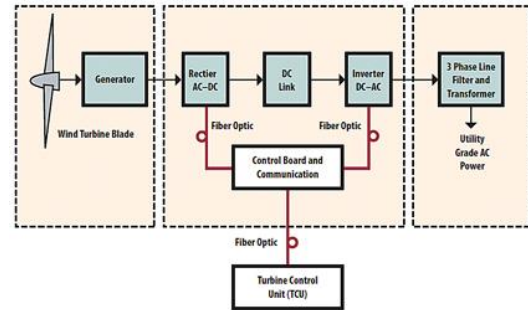 Wind Turbine Blade
Generator
Rectier
AC–DC
DC
Link
Inverter
DC–AC
3 Phase Line
Filter and
Transformer
Fiber Optic
Fiber Optic
Control Board and
Communication
Utility
Grade AC
Power
Fiber Optic
Turbine Control
Unit (TCU)